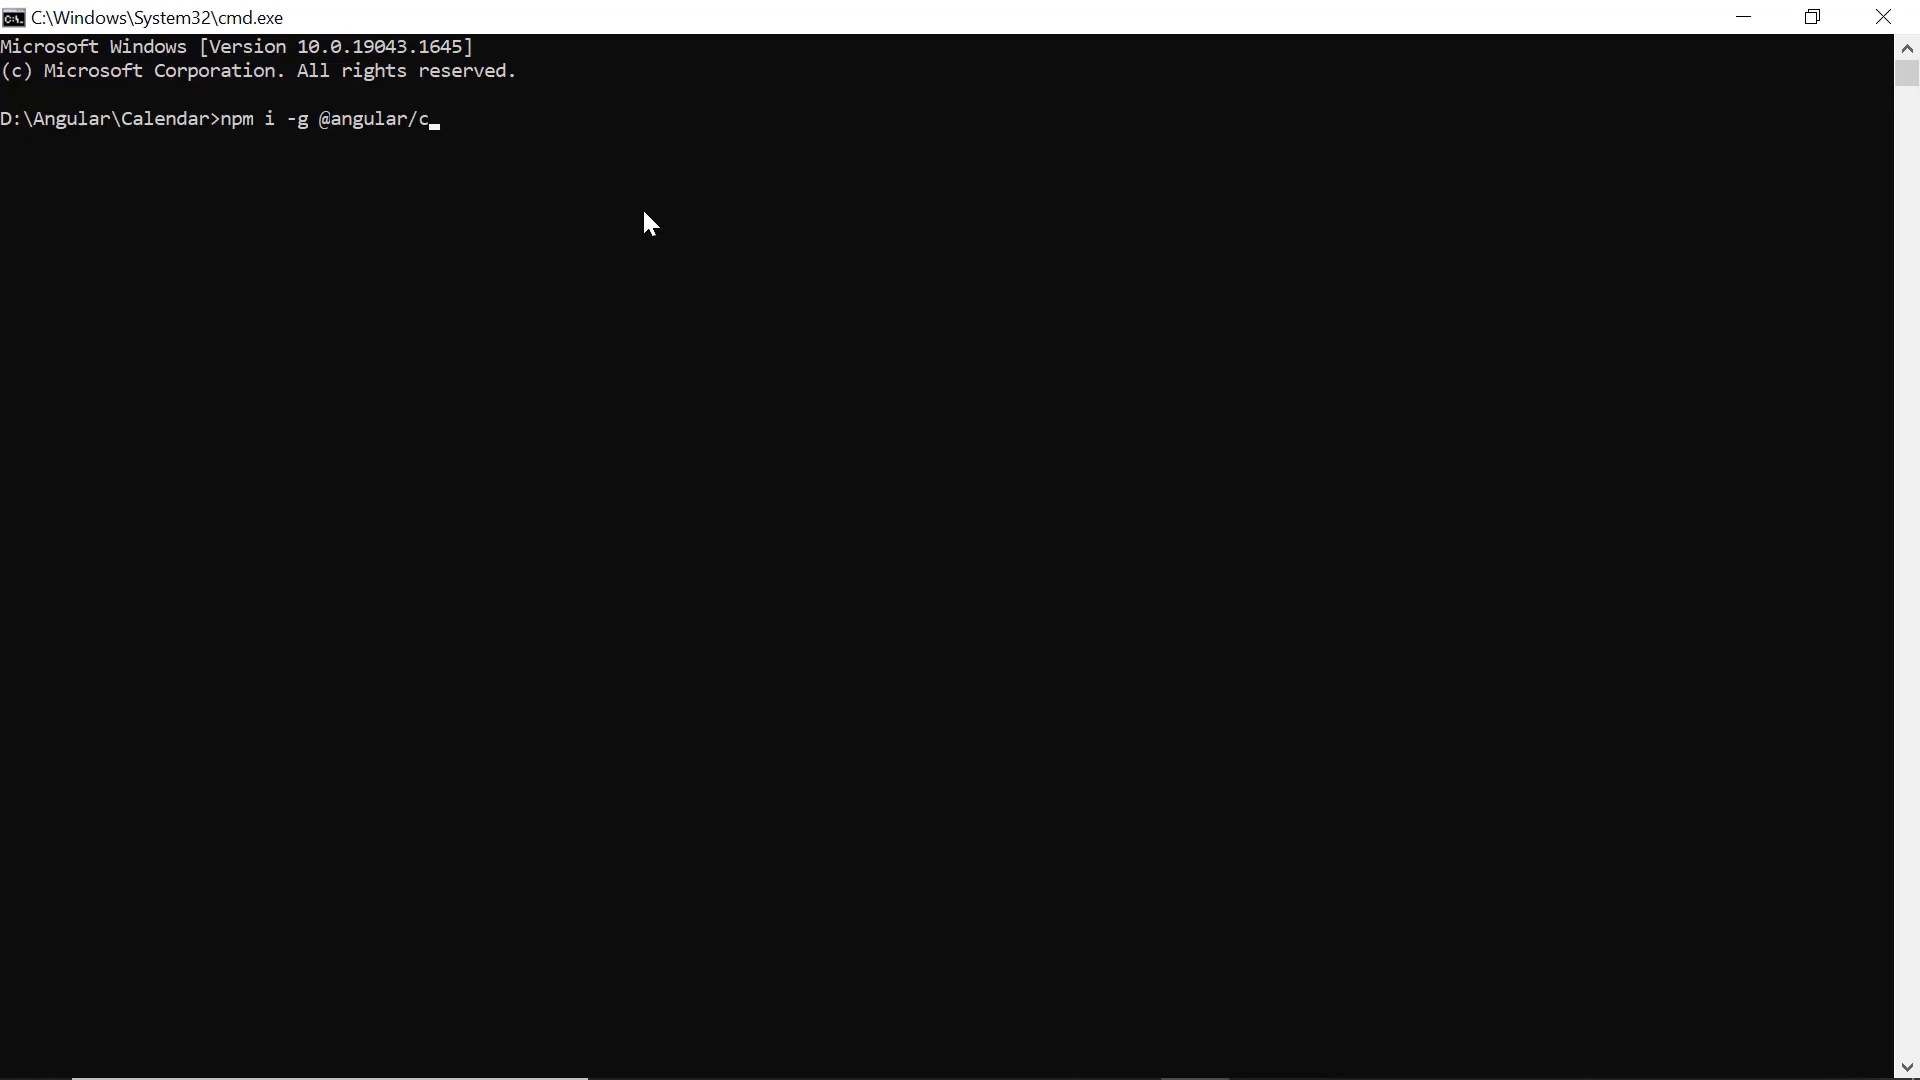 C:\Windows\System32\cmd.exe
Microsoft Windows [Version 10.0.19043.1645]
(c) Microsoft Corporation. All rights reserved.
D:\Angular\Calendar>npm i -g @angular/c